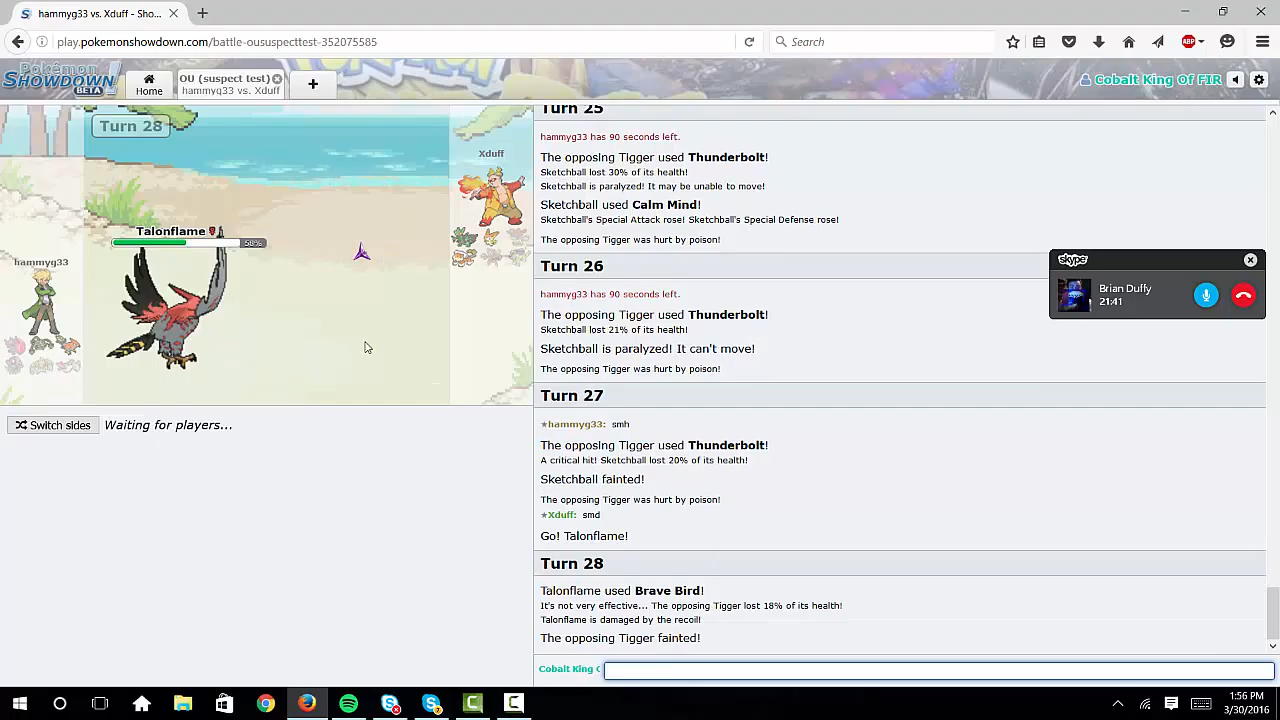 hammyg33 vs. Xduff - Sho...
play.pokemonshowdown.com/battle-oususpecttest-352075585
Search
ABP
Pokémon
SHOWDOWN!
BETA
Home
OU (suspect test)
hammyg33 vs. Xduff
Cobalt King Of FIR
Turn 28
Xduff
Talonflame
58%
hammyg33
Switch sides
Waiting for players...
Turn 25
hammyg33 has 90 seconds left.
The opposing Tigger used Thunderbolt!
Sketchball lost 30% of its health!
Sketchball is paralyzed! It may be unable to move!
Sketchball used Calm Mind!
Sketchball's Special Attack rose! Sketchball's Special Defense rose!
The opposing Tigger was hurt by poison!
Turn 26
hammyg33 has 90 seconds left.
The opposing Tigger used Thunderbolt!
Sketchball lost 21% of its health!
Sketchball is paralyzed! It can't move!
The opposing Tigger was hurt by poison!
Turn 27
★hammyg33: smh
The opposing Tigger used Thunderbolt!
A critical hit! Sketchball lost 20% of its health!
Sketchball fainted!
The opposing Tigger was hurt by poison!
★Xduff: smd
Go! Talonflame!
Turn 28
Talonflame used Brave Bird!
It's not very effective... The opposing Tigger lost 18% of its health!
Talonflame is damaged by the recoil!
The opposing Tigger fainted!
Cobalt King C
skype
Brian Duffy
21:41
1:56 PM
3/30/2016